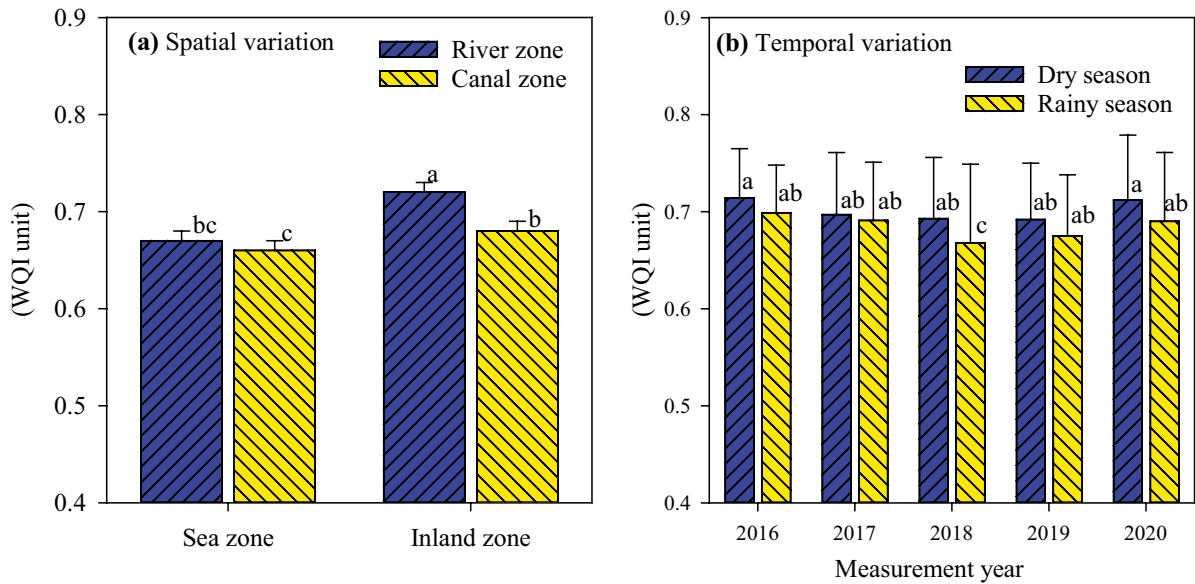 (a) Spatial variation
River zone
Canal zone
(WQI unit)
0.9
0.8
0.7
0.6
0.5
0.4
bc
c
a
b
Sea zone
Inland zone
(b) Temporal variation
Dry season
Rainy season
(WQI unit)
0.9
0.8
0.7
0.6
0.5
0.4
a
ab
ab
ab
ab
c
ab
ab
a
ab
2016
2017
2018
2019
2020
Measurement year